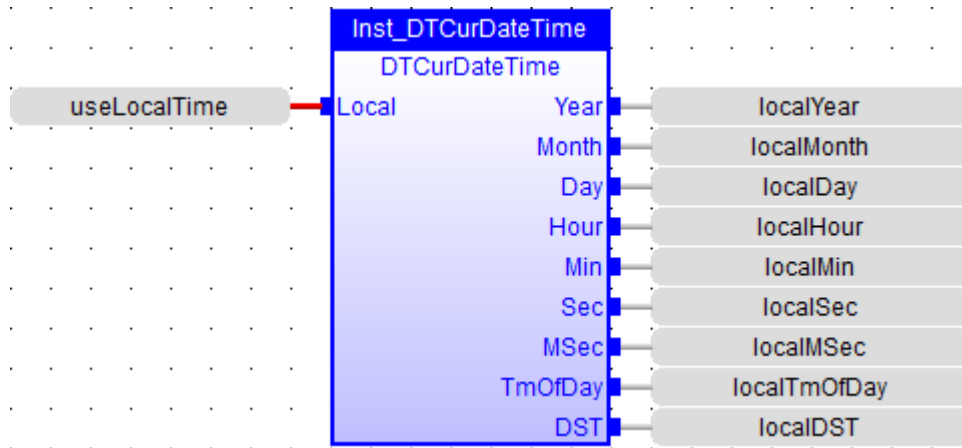 Inst_DTCurDateTime
DTCurDateTime
useLocalTime Local Year localYear
Month localMonth
Day localDay
Hour localHour
Min localMin
Sec localSec
MSec localMSec
TmOfDay localTmOfDay
DST localDST